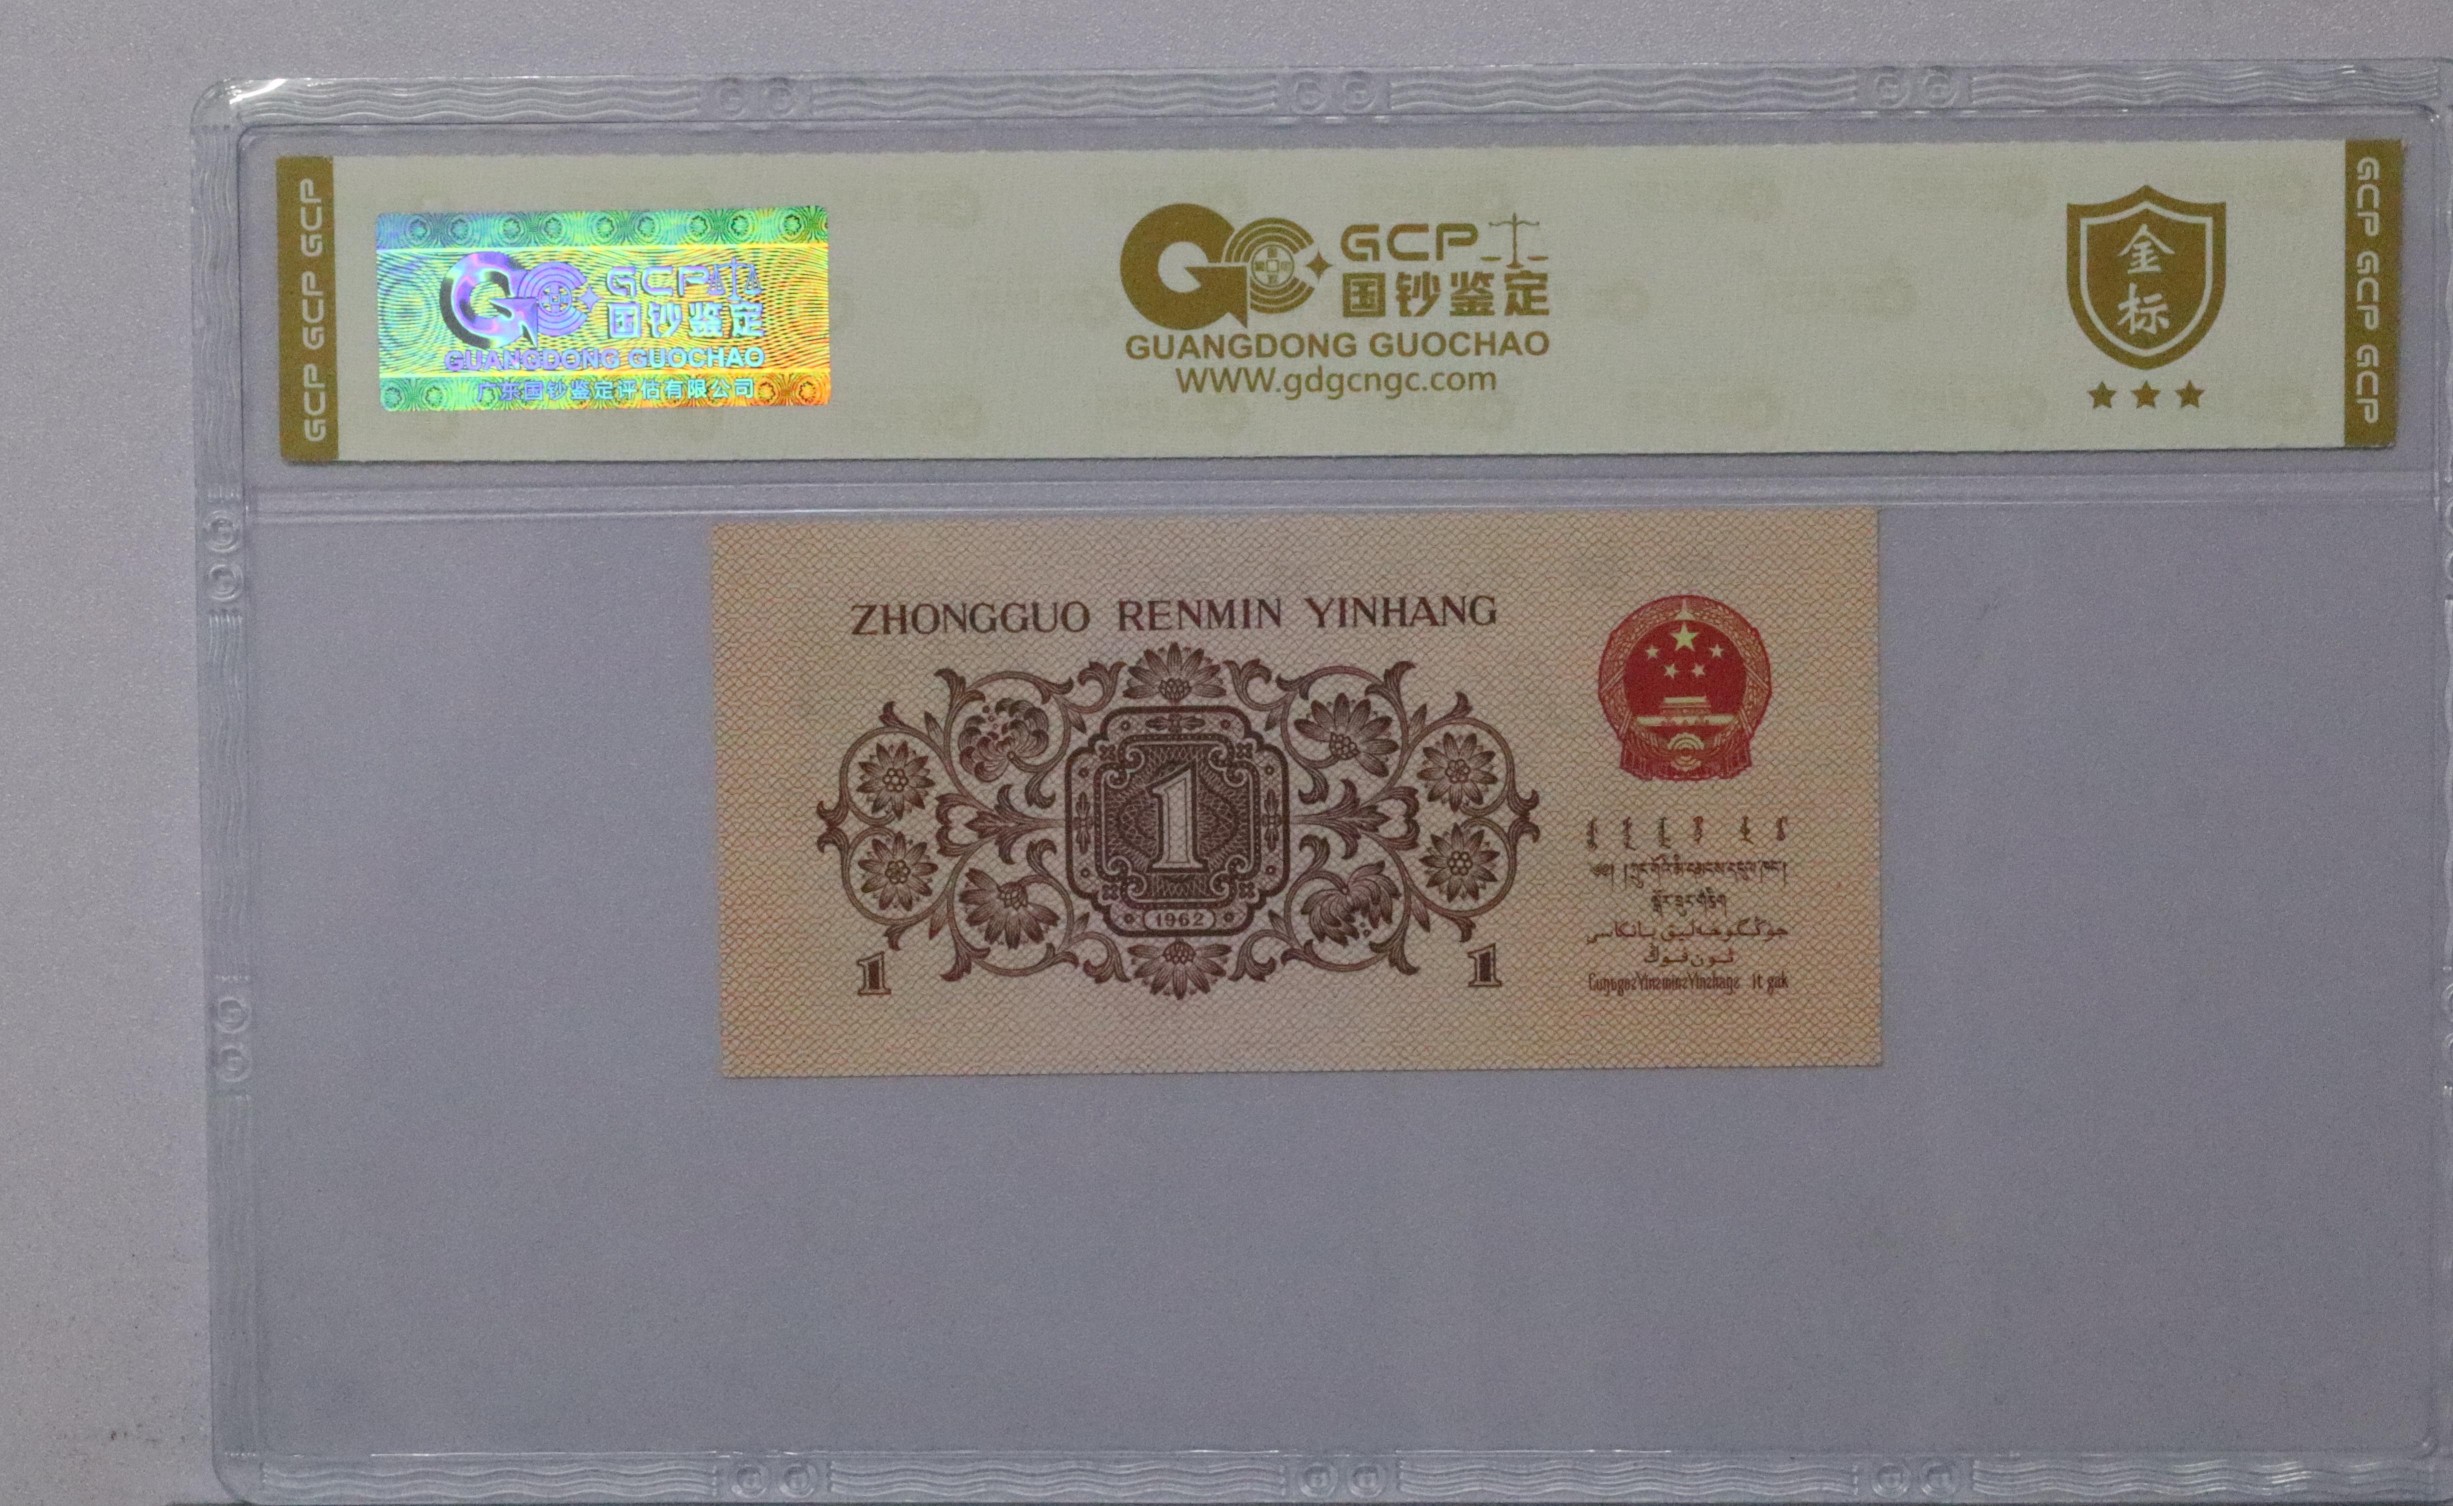 GCP GCP GCP
GCP
国钞鉴定
GUANGDONG GUOCHAO
广东国钞鉴定评估有限公司
GCP
国钞鉴定
GUANGDONG GUOCHAO
WWW.gdgcngc.com
金
标
GCP GCP GCP
ZHONGGUO RENMIN YINHANG
1
1962
1
1